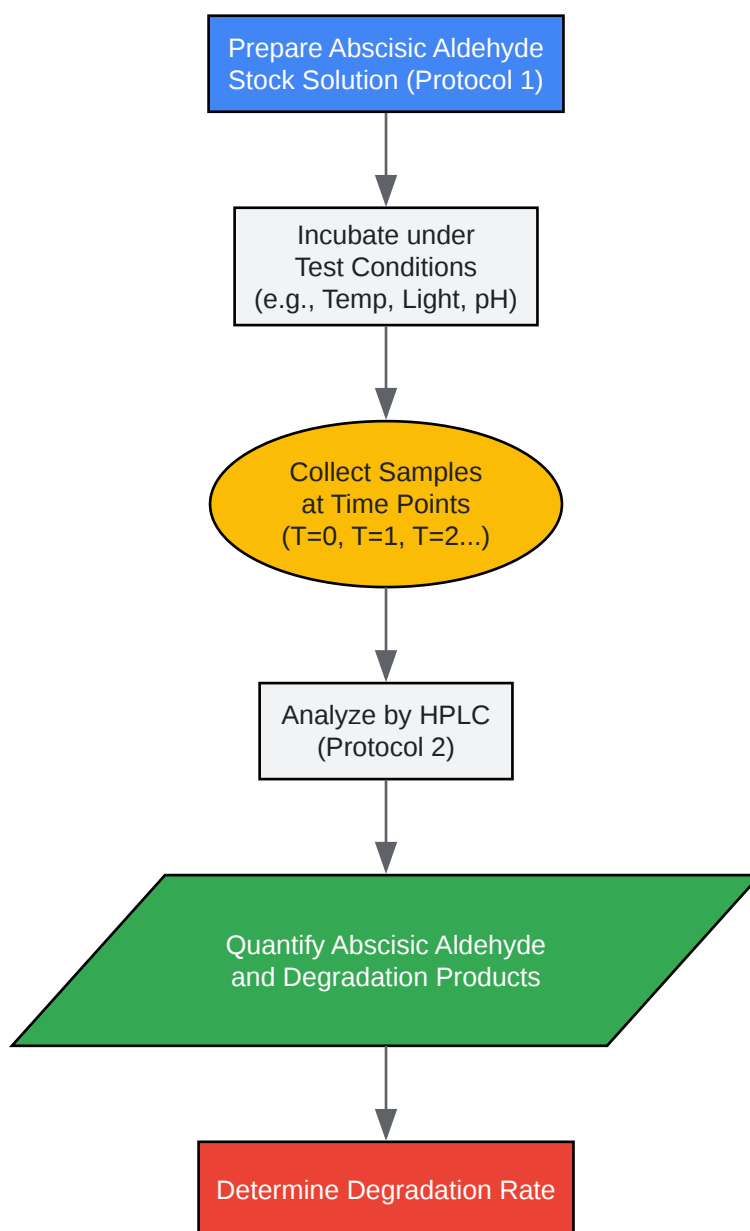 Prepare Abscisic Aldehyde
Stock Solution (Protocol 1)
Incubate under
Test Conditions
(e.g., Temp, Light, pH)
Collect Samples
at Time Points
(T=0, T=1, T=2...)
Analyze by HPLC
(Protocol 2)
Quantify Abscisic Aldehyde
and Degradation Products
Determine Degradation Rate